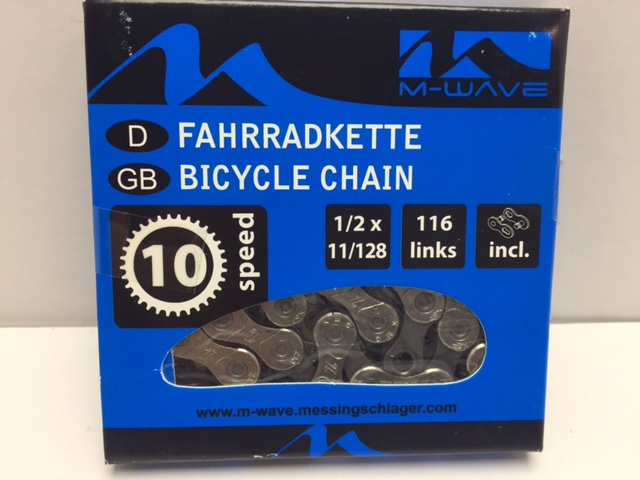 M-WAVE
D FAHRRADKETTE
GB BICYCLE CHAIN
10 speed
1/2 x
11/128
116
links
incl.
www.m-wave.messingschlager.com